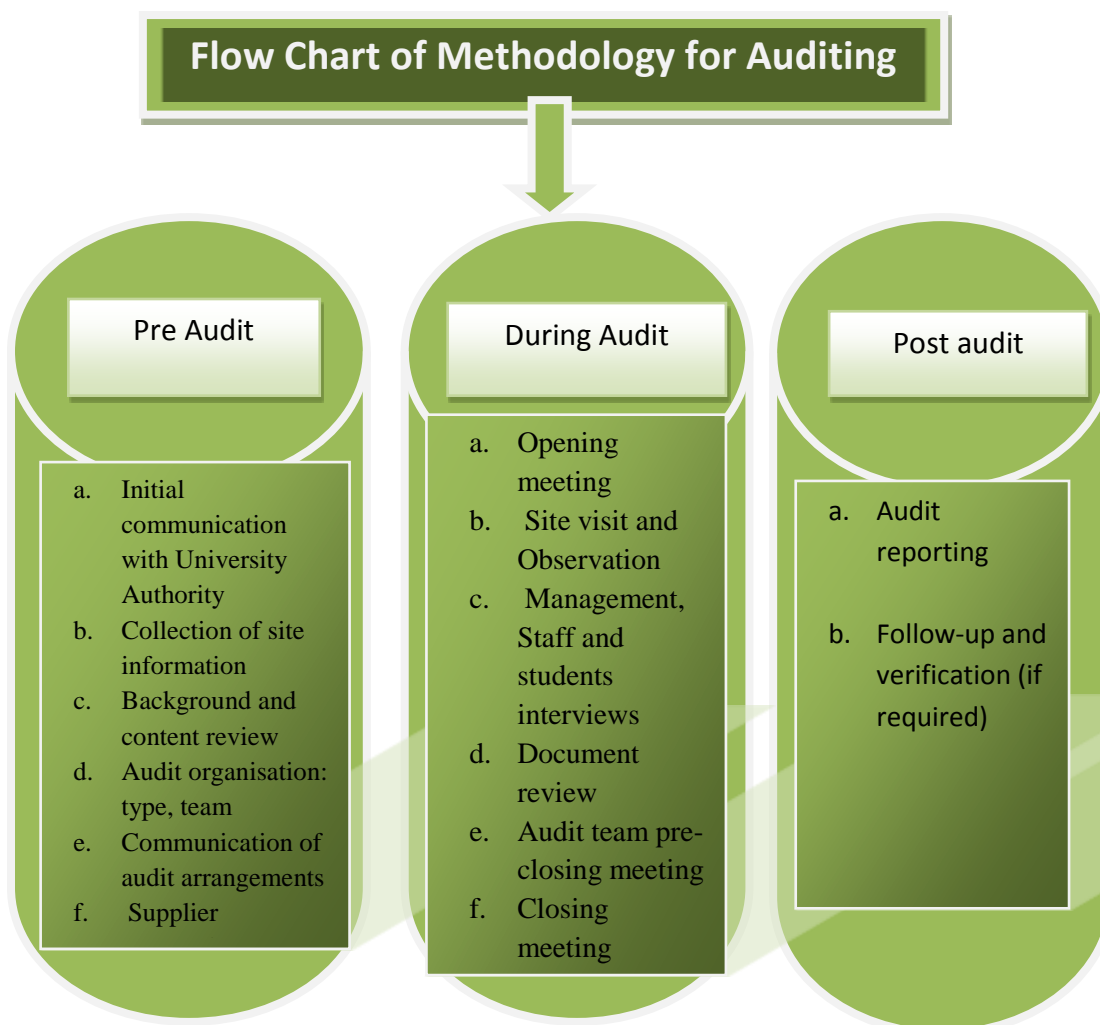 Flow Chart of Methodology for Auditing
Pre Audit
a. Initial
communication
with University
Authority
b. Collection of site
information
c. Background and
content review
d. Audit organisation:
type, team
e. Communication of
audit arrangements
f. Supplier
During Audit
a. Opening
meeting
b. Site visit and
Observation
c. Management,
Staff and
students
interviews
d. Document
review
e. Audit team pre-
closing meeting
f. Closing
meeting
Post audit
a. Audit
reporting
b. Follow-up and
verification (if
required)